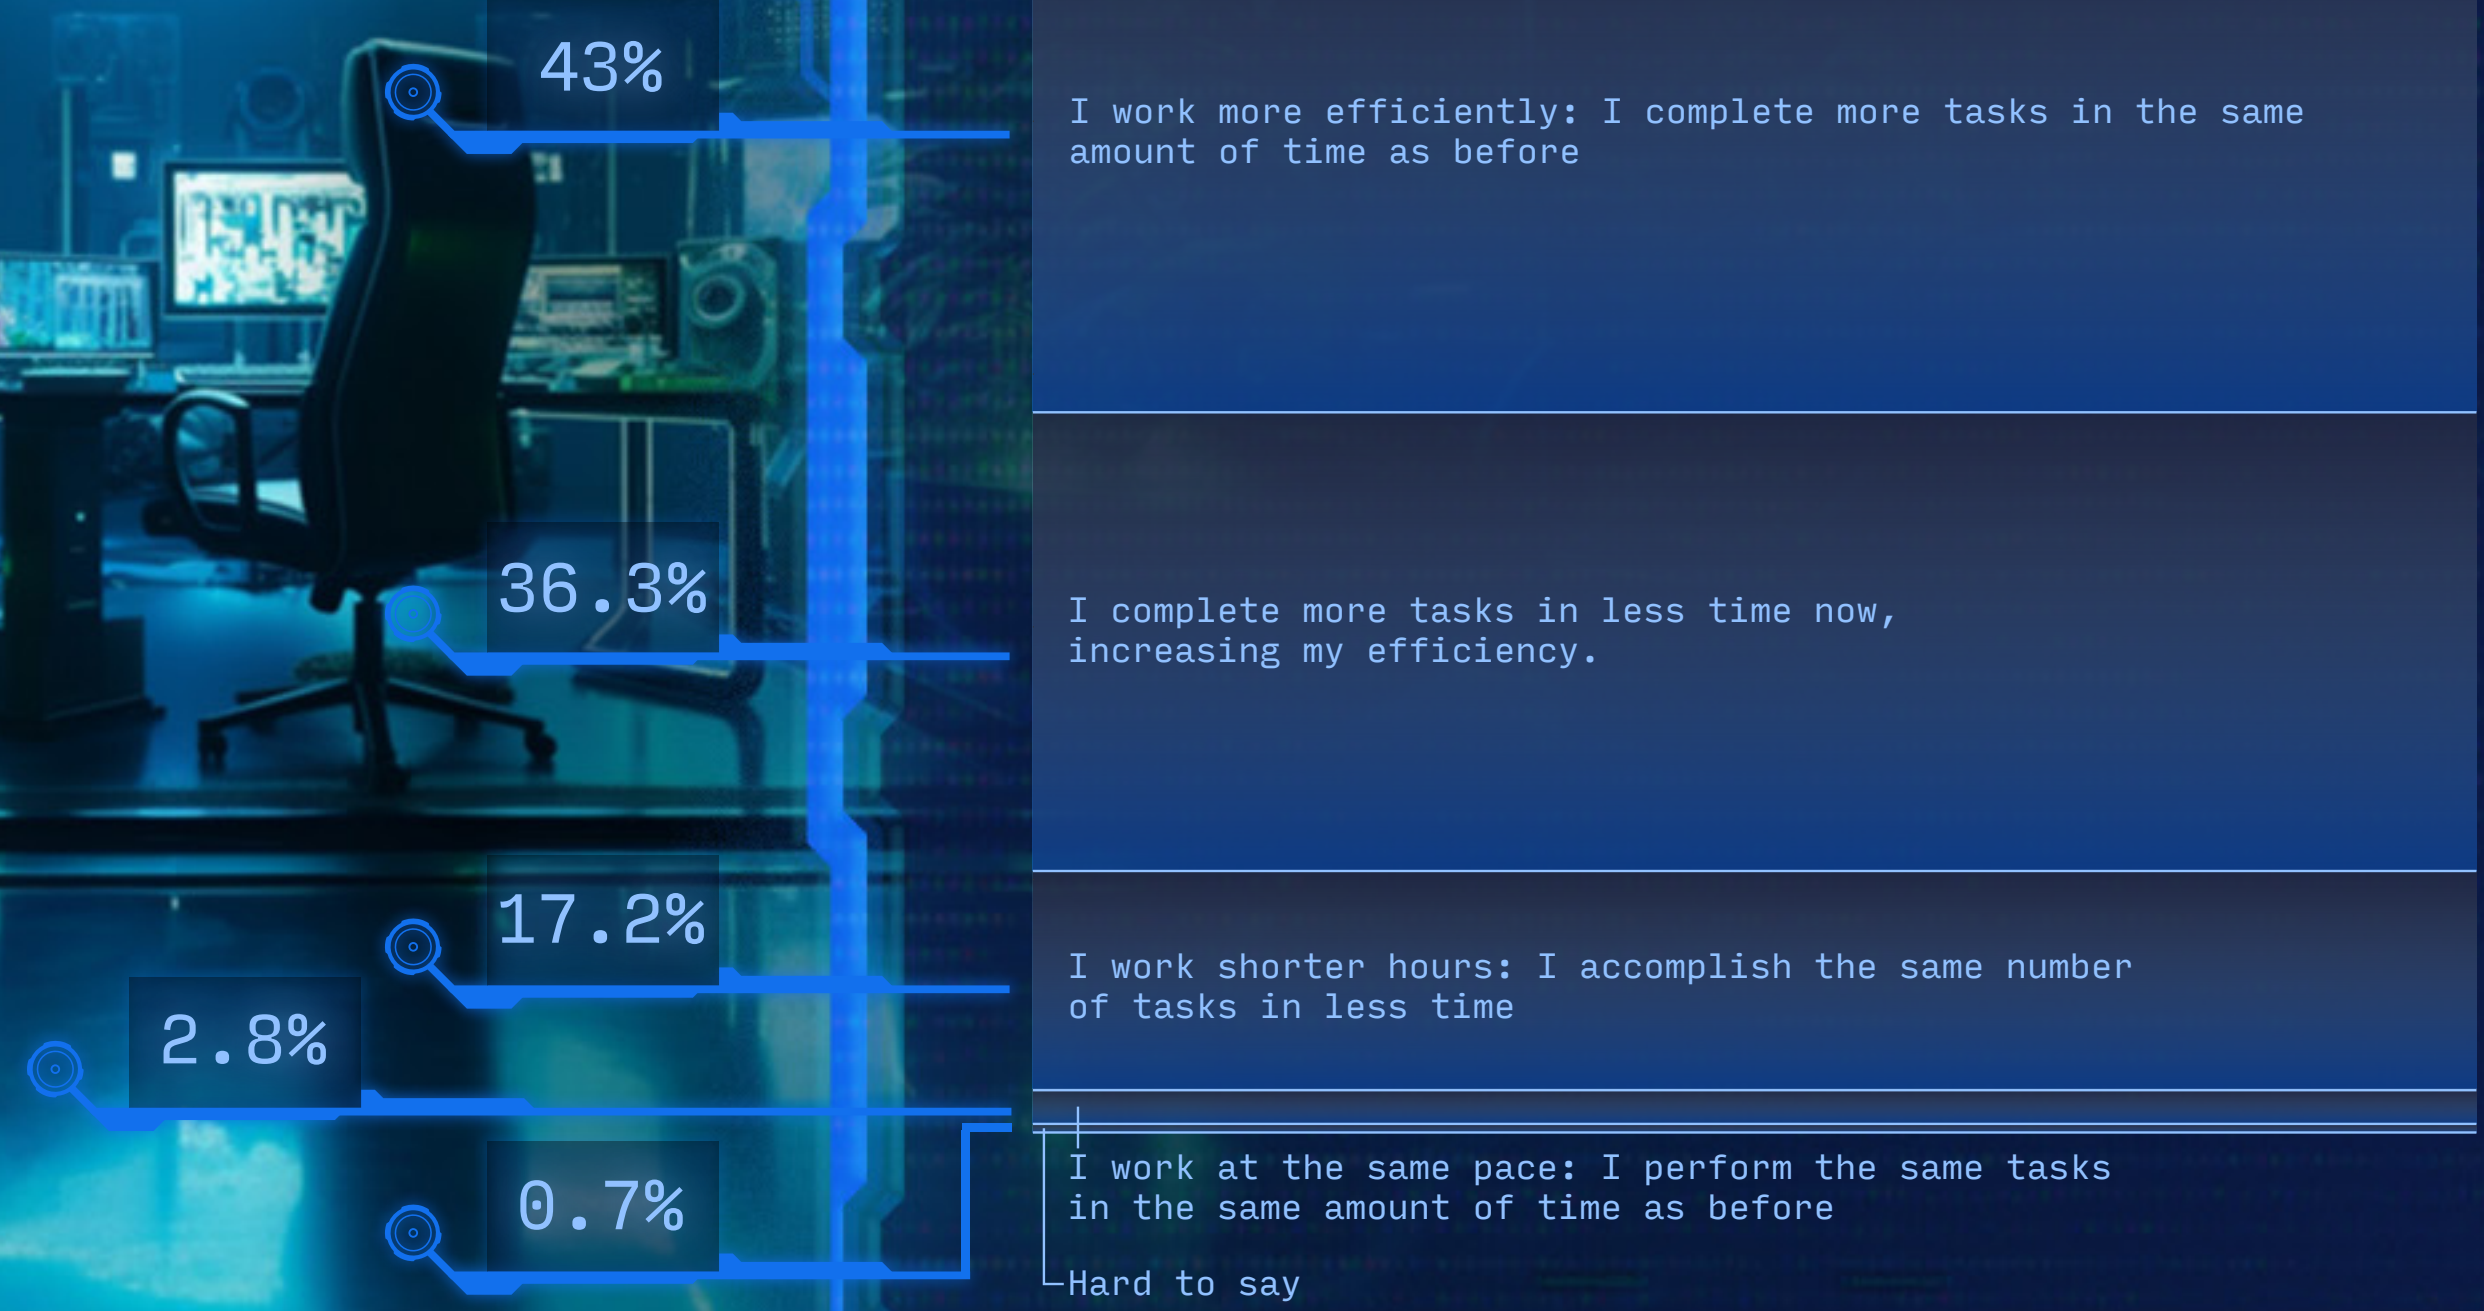 43%
I work more efficiently: I complete more tasks in the same
amount of time as before
36.3%
I complete more tasks in less time now,
increasing my efficiency.
17.2%
I work shorter hours: I accomplish the same number
of tasks in less time
2.8%
I work at the same pace: I perform the same tasks
in the same amount of time as before
0.7%
Hard to say